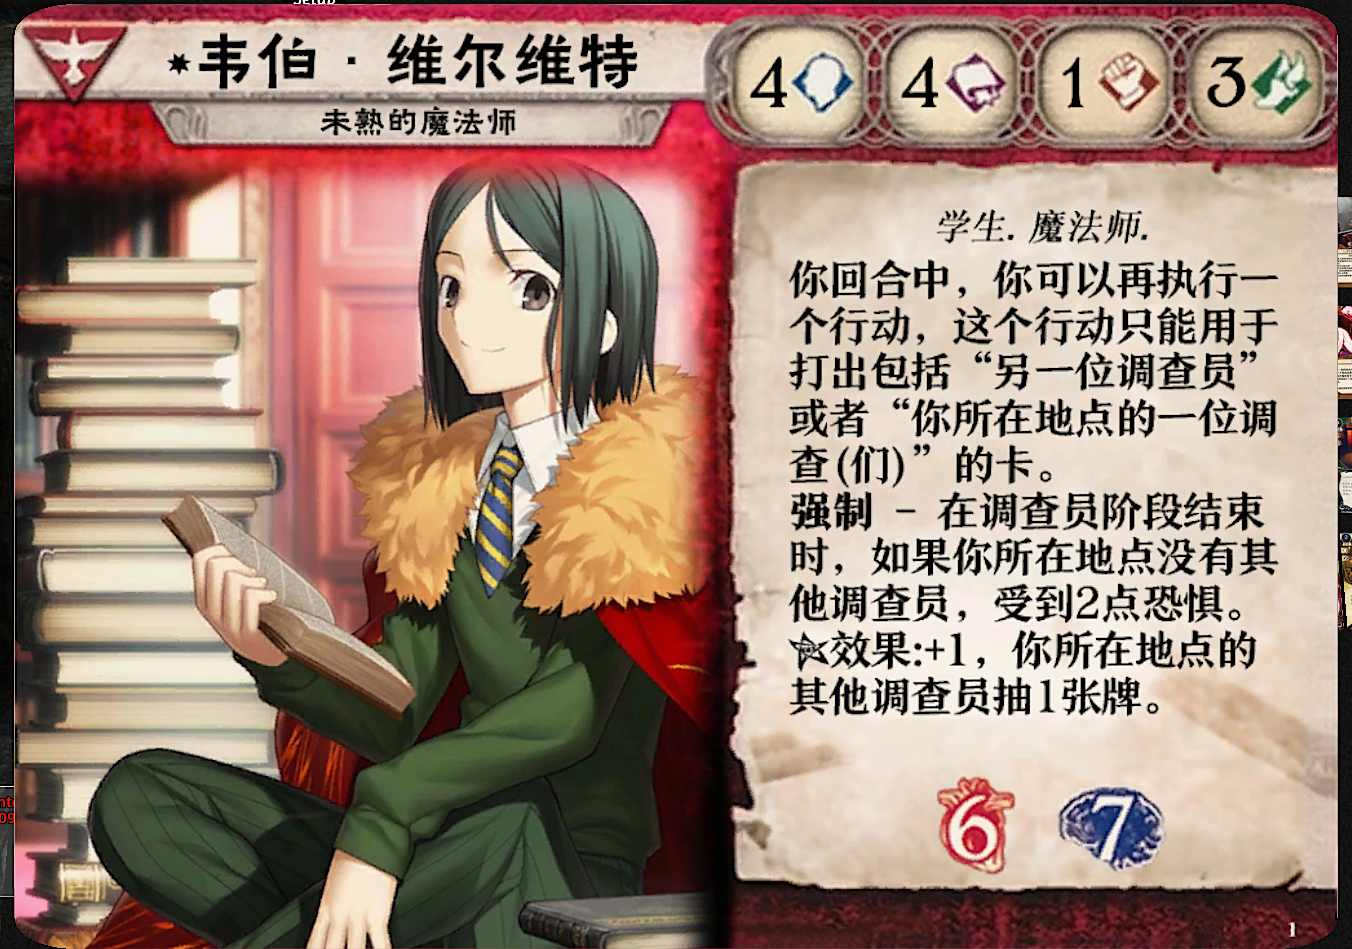 韦伯·维尔维特
未熟的魔法师
4
4
1
3
学生. 魔法师.
你回合中，你可以再执行一
个行动，这个行动只能用于
打出包括“另一位调查员”
或者“你所在地点的一位调
查(们)”的卡。
强制 - 在调查员阶段结束
时，如果你所在地点没有其
他调查员，受到2点恐惧。
效果:+1，你所在地点的
其他调查员抽1张牌。
6
7
1